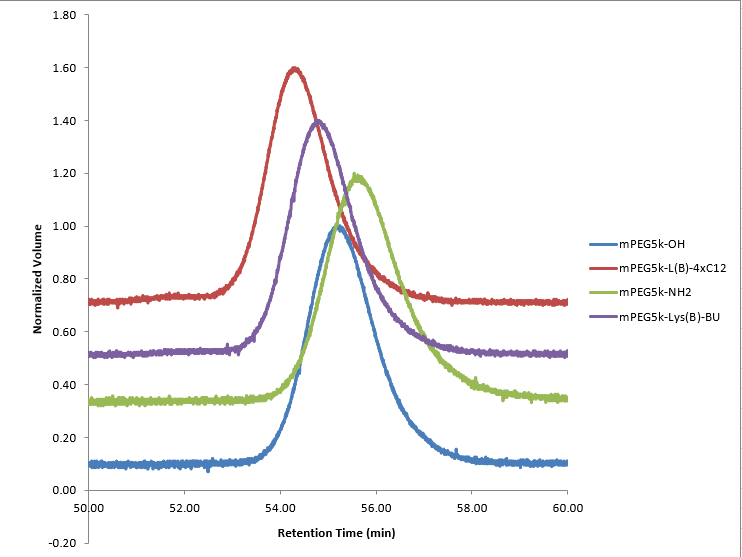 1.80
1.60
1.40
1.20
1.00
0.80
0.60
0.40
0.20
0.00
-0.20
Normalized Volume
50.00 52.00 54.00 56.00 58.00 60.00
Retention Time (min)
mPEG5k-OH
mPEG5k-L(B)-4xC12
mPEG5k-NH2
mPEG5k-Lys(B)-BU